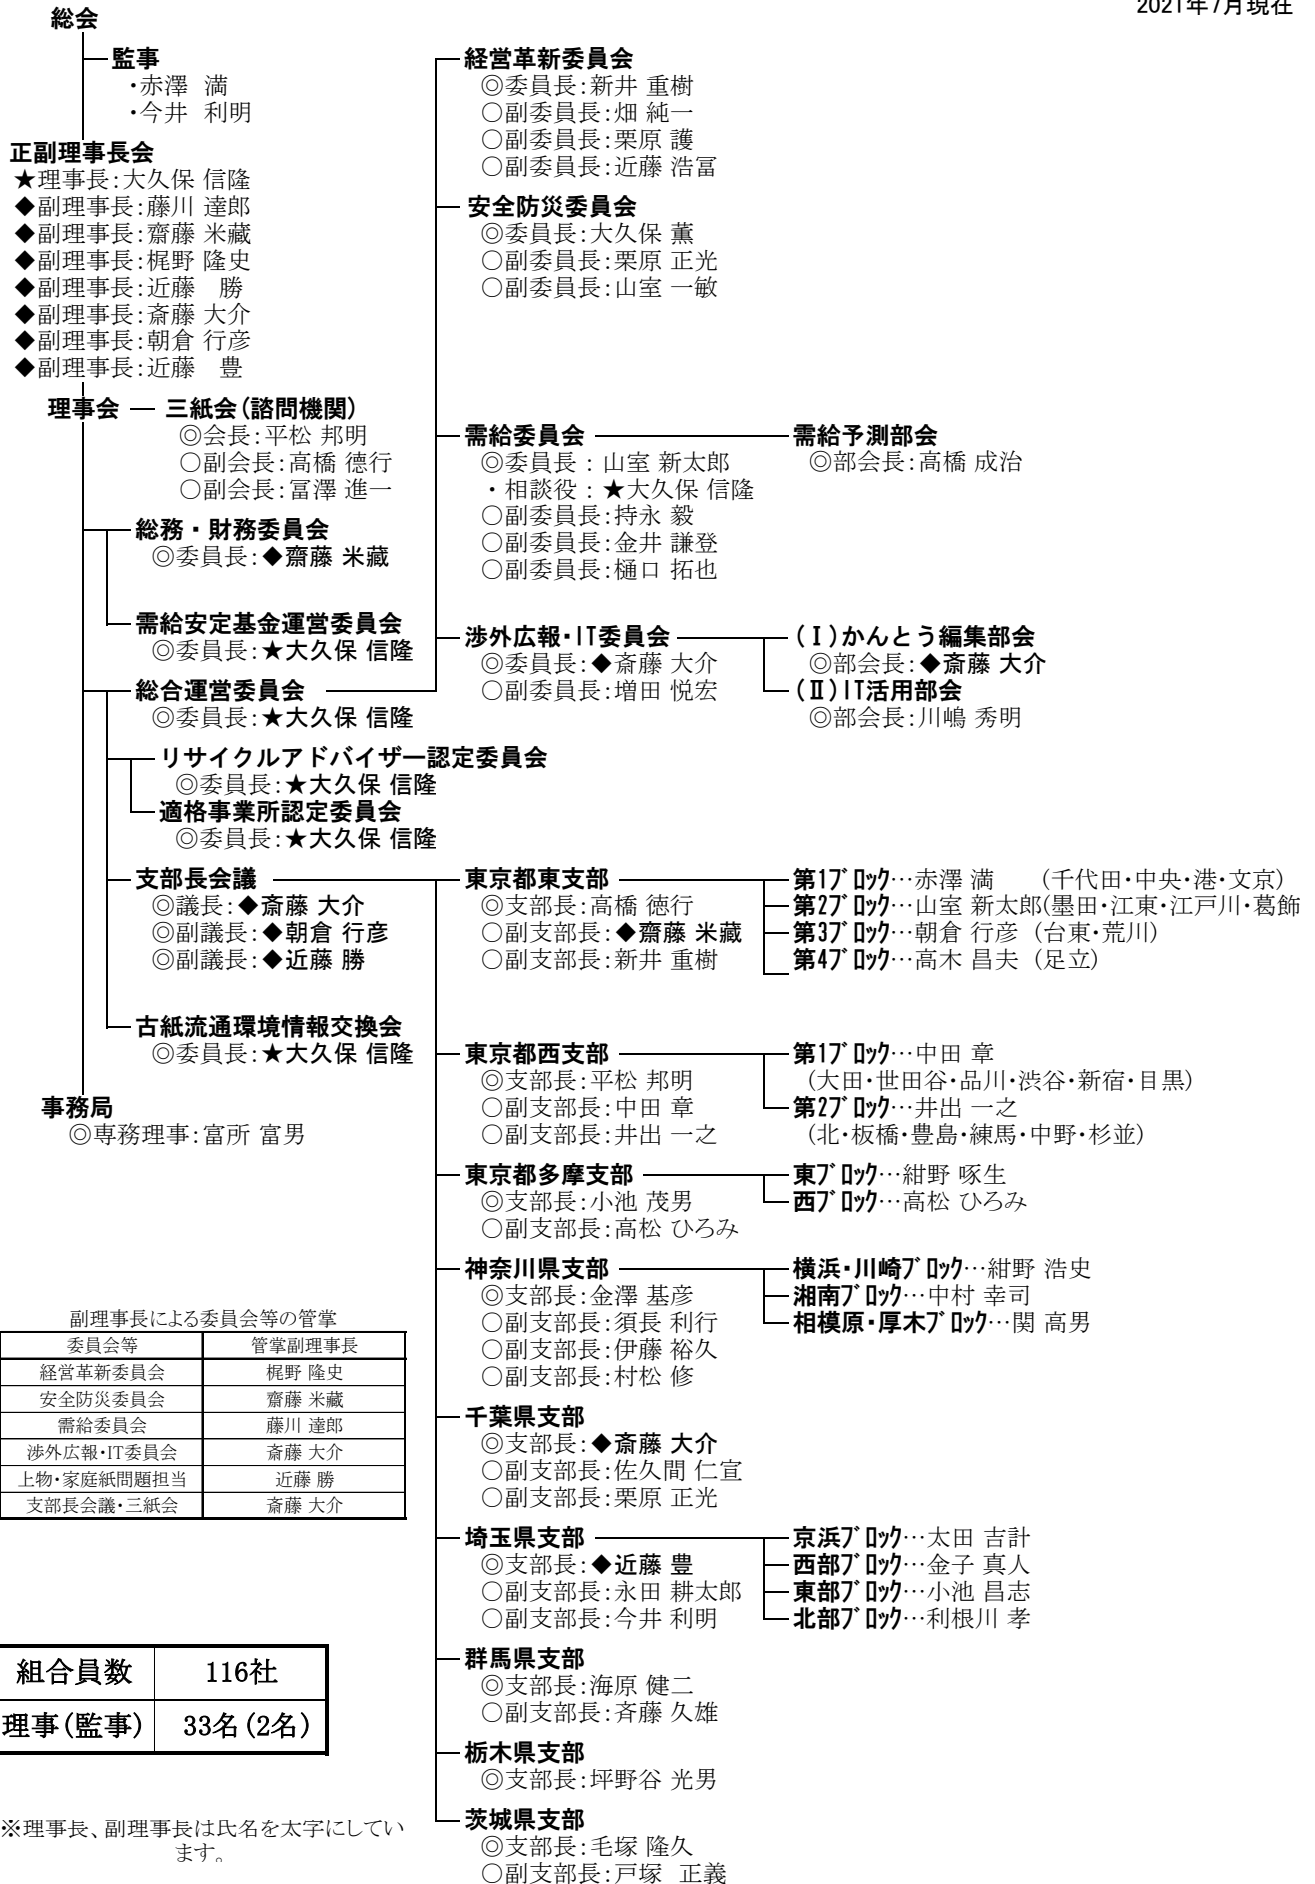 2021年7月現在
総会
監事
・赤澤 満
・今井 利明
正副理事長会
★理事長：大久保 信隆
◆副理事長：藤川 達郎
◆副理事長：齋藤 米藏
◆副理事長：梶野 隆史
◆副理事長：近藤 勝
◆副理事長：斎藤 大介
◆副理事長：朝倉 行彦
◆副理事長：近藤 豊
理事会
三紙会（諮問機関）
◎会長：平松 邦明
○副会長：高橋 徳行
○副会長：冨澤 進一
総務・財務委員会
◎委員長：◆齋藤 米藏
需給安定基金運営委員会
◎委員長：★大久保 信隆
総合運営委員会
◎委員長：★大久保 信隆
リサイクルアドバイザー認定委員会
◎委員長：★大久保 信隆
適格事業所認定委員会
◎委員長：★大久保 信隆
支部長会議
◎議長：◆斎藤 大介
◎副議長：◆朝倉 行彦
◎副議長：◆近藤 勝
古紙流通環境情報交換会
◎委員長：★大久保 信隆
事務局
◎専務理事：富所 富男
経営革新委員会
◎委員長：新井 重樹
○副委員長：畑 純一
○副委員長：栗原 護
○副委員長：近藤 浩冨
安全防災委員会
◎委員長：大久保 薫
○副委員長：栗原 正光
○副委員長：山室 一敏
需給委員会
◎委員長：山室 新太郎
・相談役：★大久保 信隆
○副委員長：持永 毅
○副委員長：金井 謙登
○副委員長：樋口 拓也
需給予測部会
◎部会長：高橋 成治
渉外広報・IT委員会
◎委員長：◆斎藤 大介
○副委員長：増田 悦宏
（Ⅰ）かんとう編集部会
◎部会長：◆斎藤 大介
（Ⅱ）IT活用部会
◎部会長：川嶋 秀明
東京都東支部
◎支部長：高橋 徳行
○副支部長：◆齋藤 米藏
○副支部長：新井 重樹
第1ﾌﾞﾛｯｸ…赤澤 満 （千代田・中央・港・文京）
第2ﾌﾞﾛｯｸ…山室 新太郎（墨田・江東・江戸川・葛飾
第3ﾌﾞﾛｯｸ…朝倉 行彦 （台東・荒川）
第4ﾌﾞﾛｯｸ…高木 昌夫 （足立）
東京都西支部
◎支部長：平松 邦明
○副支部長：中田 章
○副支部長：井出 一之
第1ﾌﾞﾛｯｸ…中田 章
（大田・世田谷・品川・渋谷・新宿・目黒）
第2ﾌﾞﾛｯｸ…井出 一之
（北・板橋・豊島・練馬・中野・杉並）
東京都多摩支部
◎支部長：小池 茂男
○副支部長：高松 ひろみ
東ﾌﾞﾛｯｸ…紺野 啄生
西ﾌﾞﾛｯｸ…高松 ひろみ
神奈川県支部
◎支部長：金澤 基彦
○副支部長：須長 利行
○副支部長：伊藤 裕久
○副支部長：村松 修
横浜・川崎ﾌﾞﾛｯｸ…紺野 浩史
湘南ﾌﾞﾛｯｸ…中村 幸司
相模原・厚木ﾌﾞﾛｯｸ…関 高男
千葉県支部
◎支部長：◆斎藤 大介
○副支部長：佐久間 仁宣
○副支部長：栗原 正光
埼玉県支部
◎支部長：◆近藤 豊
○副支部長：永田 耕太郎
○副支部長：今井 利明
京浜ﾌﾞﾛｯｸ…太田 吉計
西部ﾌﾞﾛｯｸ…金子 真人
東部ﾌﾞﾛｯｸ…小池 昌志
北部ﾌﾞﾛｯｸ…利根川 孝
群馬県支部
◎支部長：海原 健二
○副支部長：斉藤 久雄
栃木県支部
◎支部長：坪野谷 光男
茨城県支部
◎支部長：毛塚 隆久
○副支部長：戸塚 正義
副理事長による委員会等の管掌
委員会等 管掌副理事長
経営革新委員会 梶野 隆史
安全防災委員会 齋藤 米藏
需給委員会 藤川 達郎
渉外広報・IT委員会 斎藤 大介
上物・家庭紙問題担当 近藤 勝
支部長会議・三紙会 斎藤 大介
組合員数 116社
理事（監事） 33名（2名）
※理事長、副理事長は氏名を太字にしてい
ます。